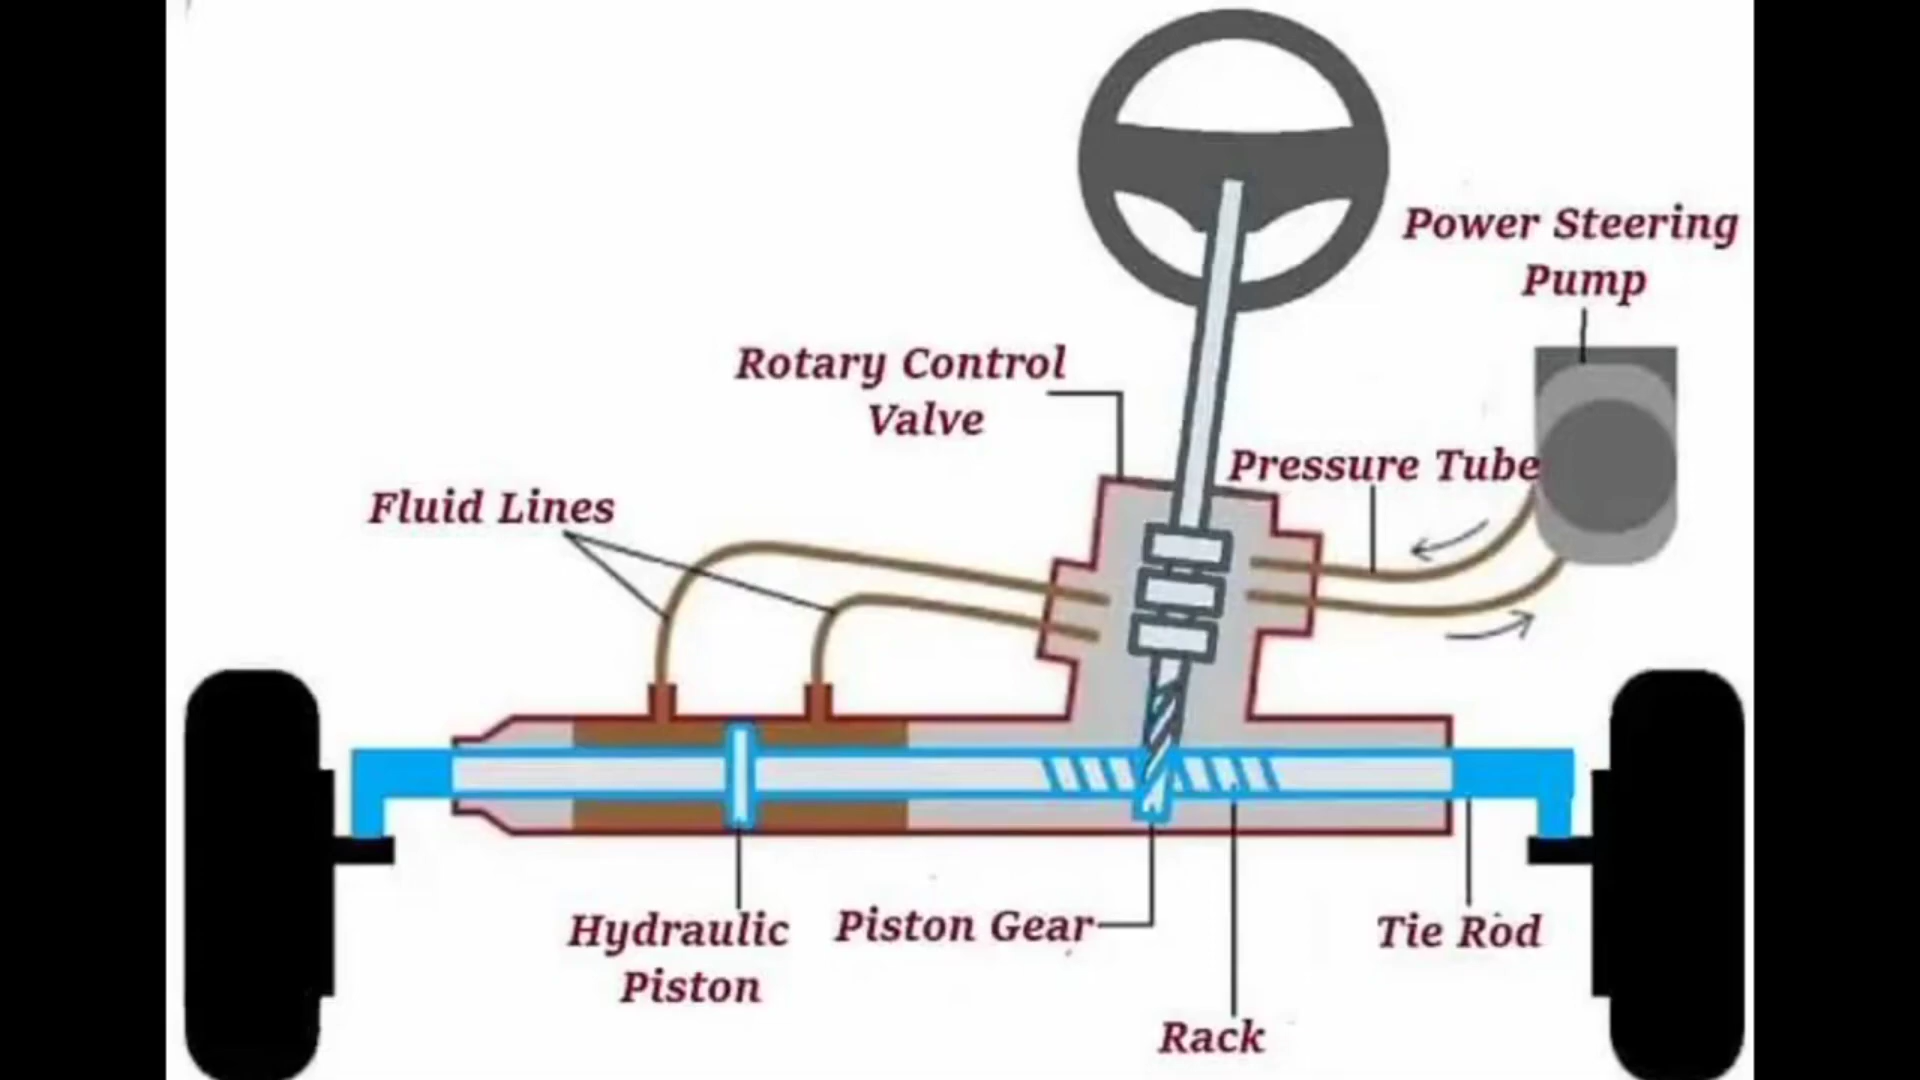 Power Steering
Pump
Rotary Control
Valve
Pressure Tube
Fluid Lines
Hydraulic
Piston
Piston Gear
Tie Rod
Rack